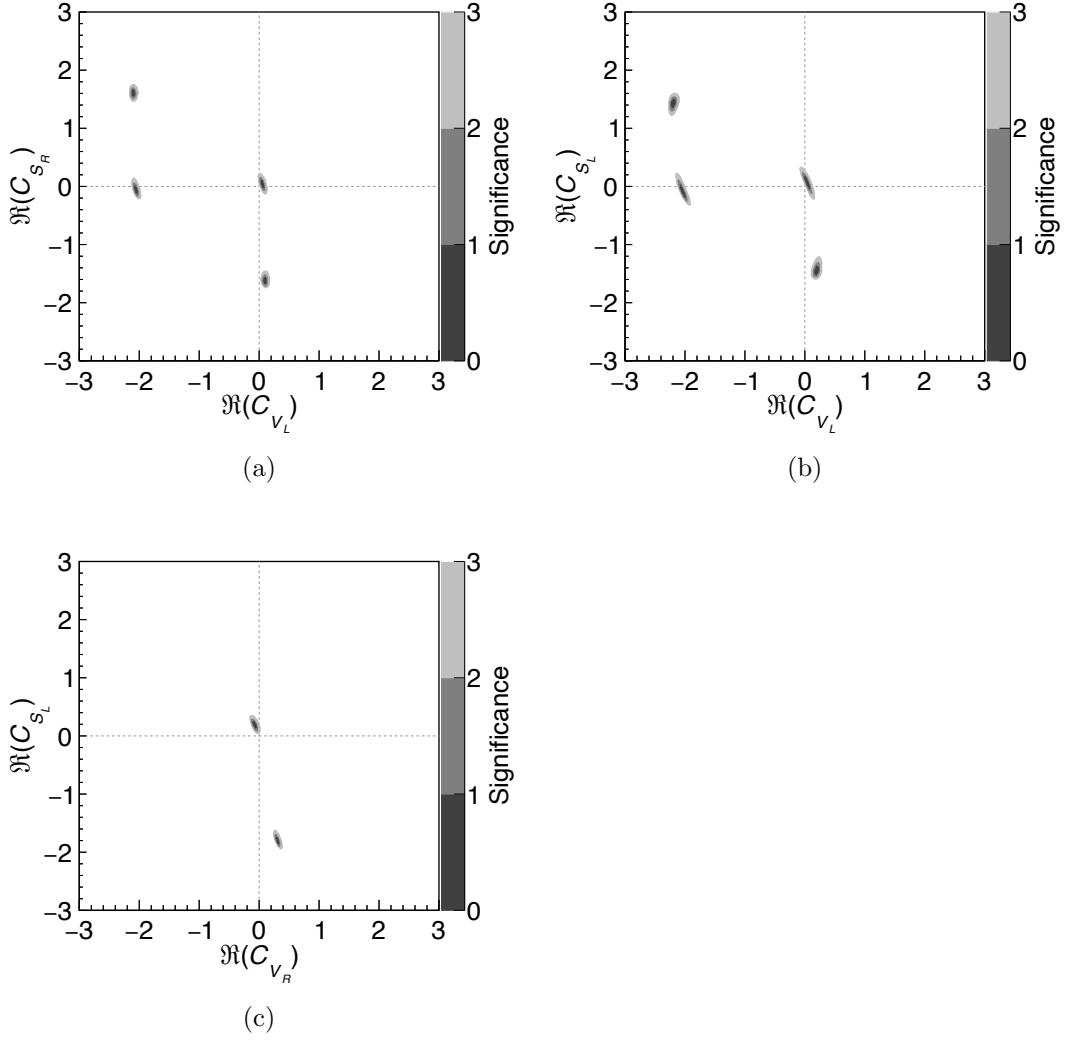 3
2
1
0
−1
−2
−3
−3 −2 −1 0 1 2 3
ℜ(C_{S_R})
ℜ(C_{V_L})
3
2
1
0
Significance
(a)
3
2
1
0
−1
−2
−3
−3 −2 −1 0 1 2 3
ℜ(C_{S_L})
ℜ(C_{V_L})
3
2
1
0
Significance
(b)
3
2
1
0
−1
−2
−3
−3 −2 −1 0 1 2 3
ℜ(C_{S_L})
ℜ(C_{V_R})
3
2
1
0
Significance
(c)